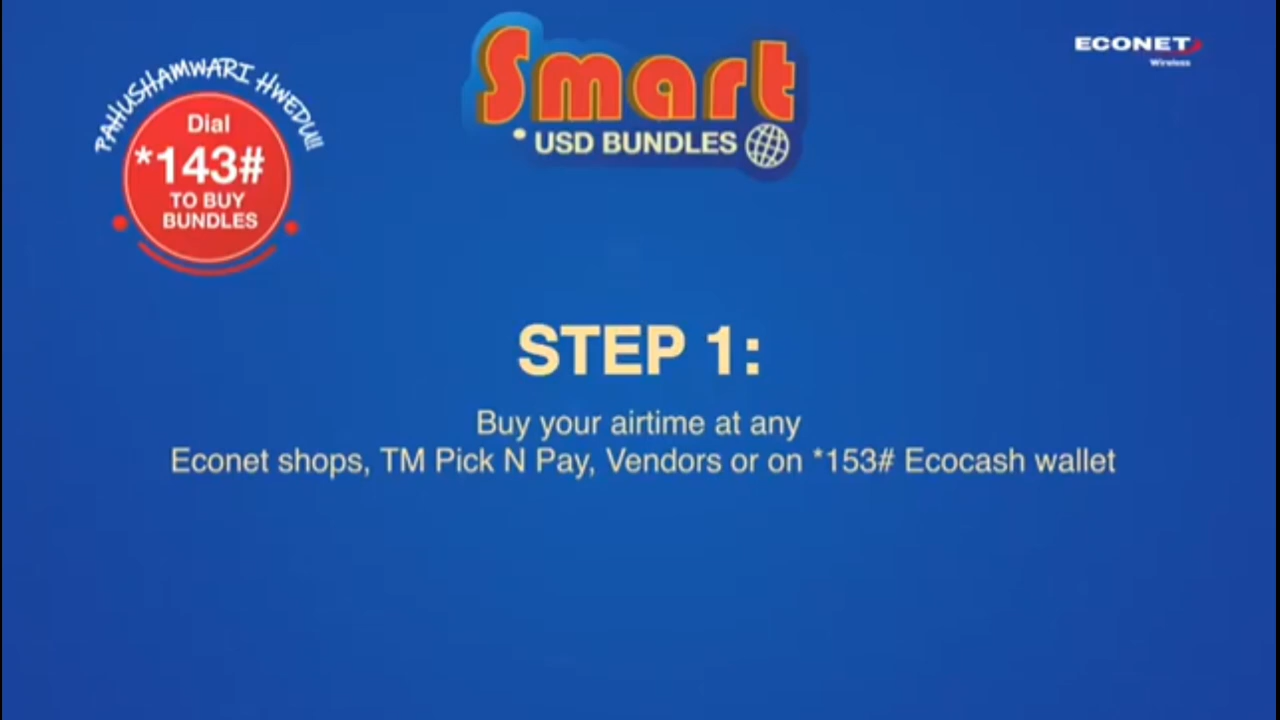 PAHUSHAMWARI HWEDU!!
Dial
*143#
TO BUY
BUNDLES
Smart
USD BUNDLES
ECONET
Wireless
STEP 1:
Buy your airtime at any
Econet shops, TM Pick N Pay, Vendors or on *153# Ecocash wallet